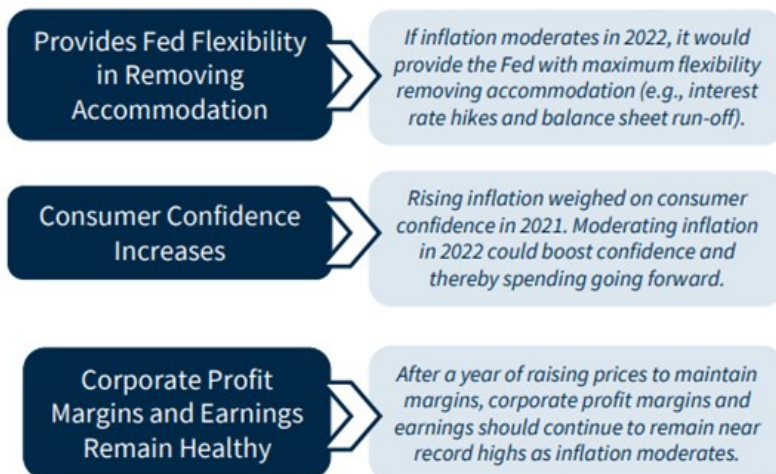 Provides Fed Flexibility
in Removing
Accommodation
If inflation moderates in 2022, it would
provide the Fed with maximum flexibility
removing accommodation (e.g., interest
rate hikes and balance sheet run-off).
Consumer Confidence
Increases
Rising inflation weighed on consumer
confidence in 2021. Moderating inflation
in 2022 could boost confidence and
thereby spending going forward.
Corporate Profit
Margins and Earnings
Remain Healthy
After a year of raising prices to maintain
margins, corporate profit margins and
earnings should continue to remain near
record highs as inflation moderates.